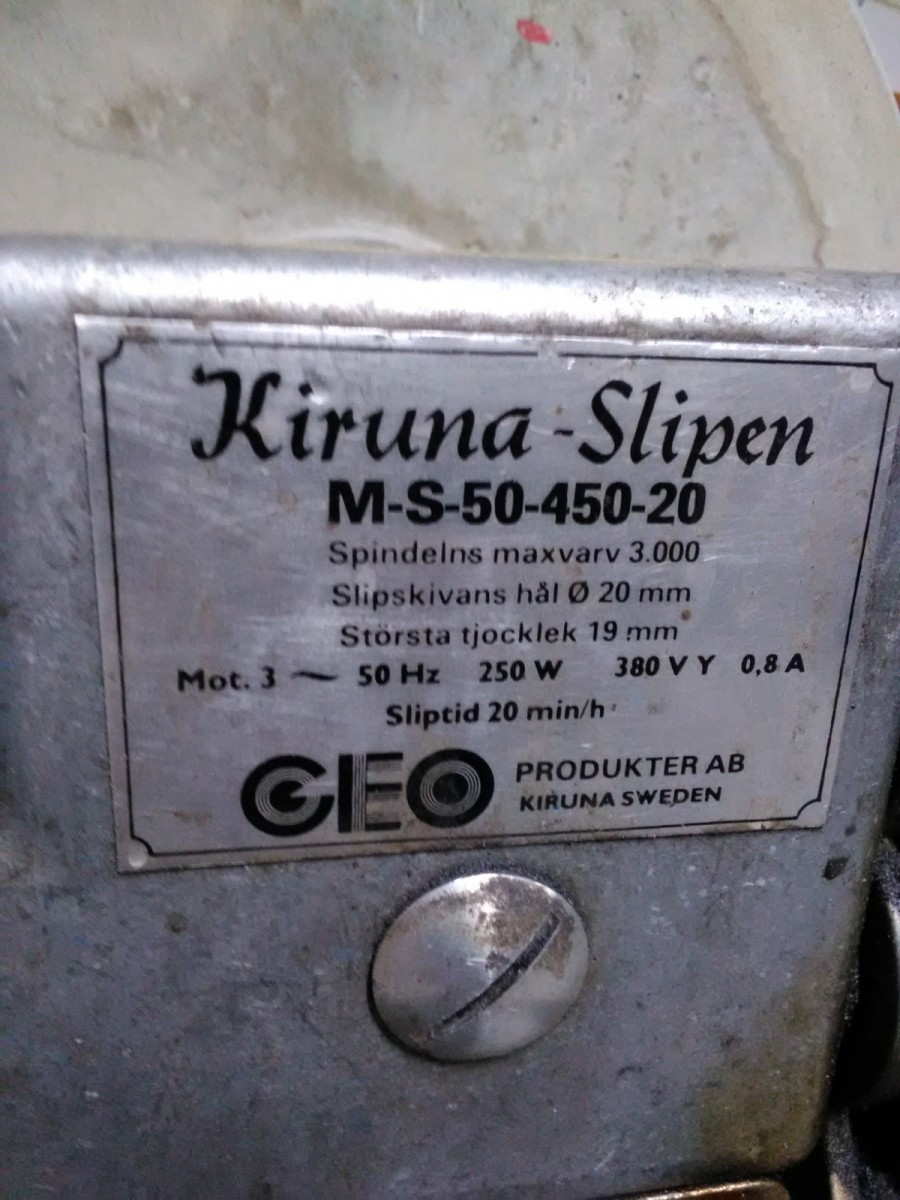 Kiruna-Slipen
M-S-50-450-20
Spindelns maxvarv 3.000
Slipskivans hål Ø 20 mm
Största tjocklek 19 mm
Mot. 3 ~ 50 Hz 250 W 380 V Y 0,8 A
Sliptid 20 min/h
GEO PRODUKTER AB
KIRUNA SWEDEN